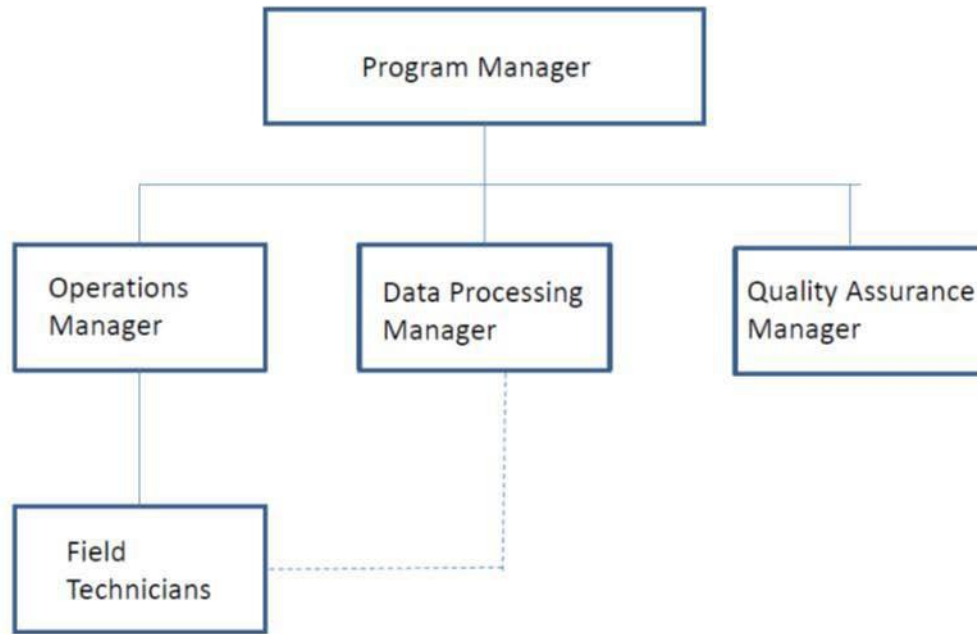 Program Manager
Operations
Manager
Data Processing
Manager
Quality Assurance
Manager
Field
Technicians